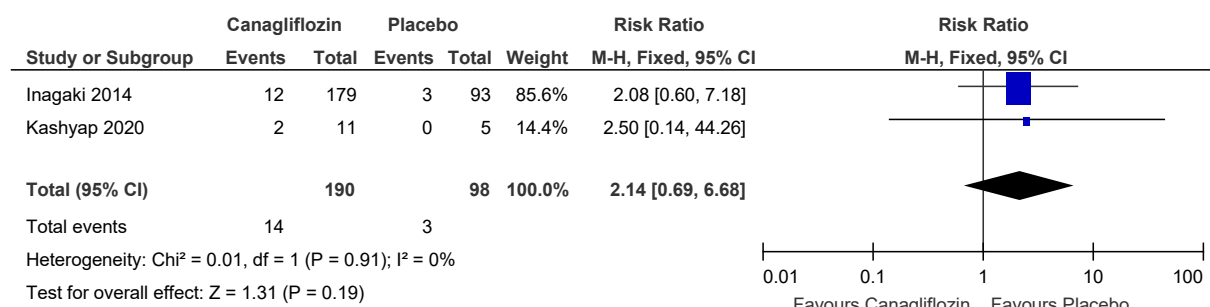 Canagliflozin Placebo Risk Ratio Risk Ratio
Study or Subgroup Events Total Events Total Weight M-H, Fixed, 95% CI M-H, Fixed, 95% CI
Inagaki 2014 12 179 3 93 85.6% 2.08 [0.60, 7.18]
Kashyap 2020 2 11 0 5 14.4% 2.50 [0.14, 44.26]
Total (95% CI) 190 98 100.0% 2.14 [0.69, 6.68]
Total events 14 3
Heterogeneity: Chi² = 0.01, df = 1 (P = 0.91); I² = 0%
Test for overall effect: Z = 1.31 (P = 0.19)
0.01 0.1 1 10 100
Favours Canagliflozin Favours Placebo